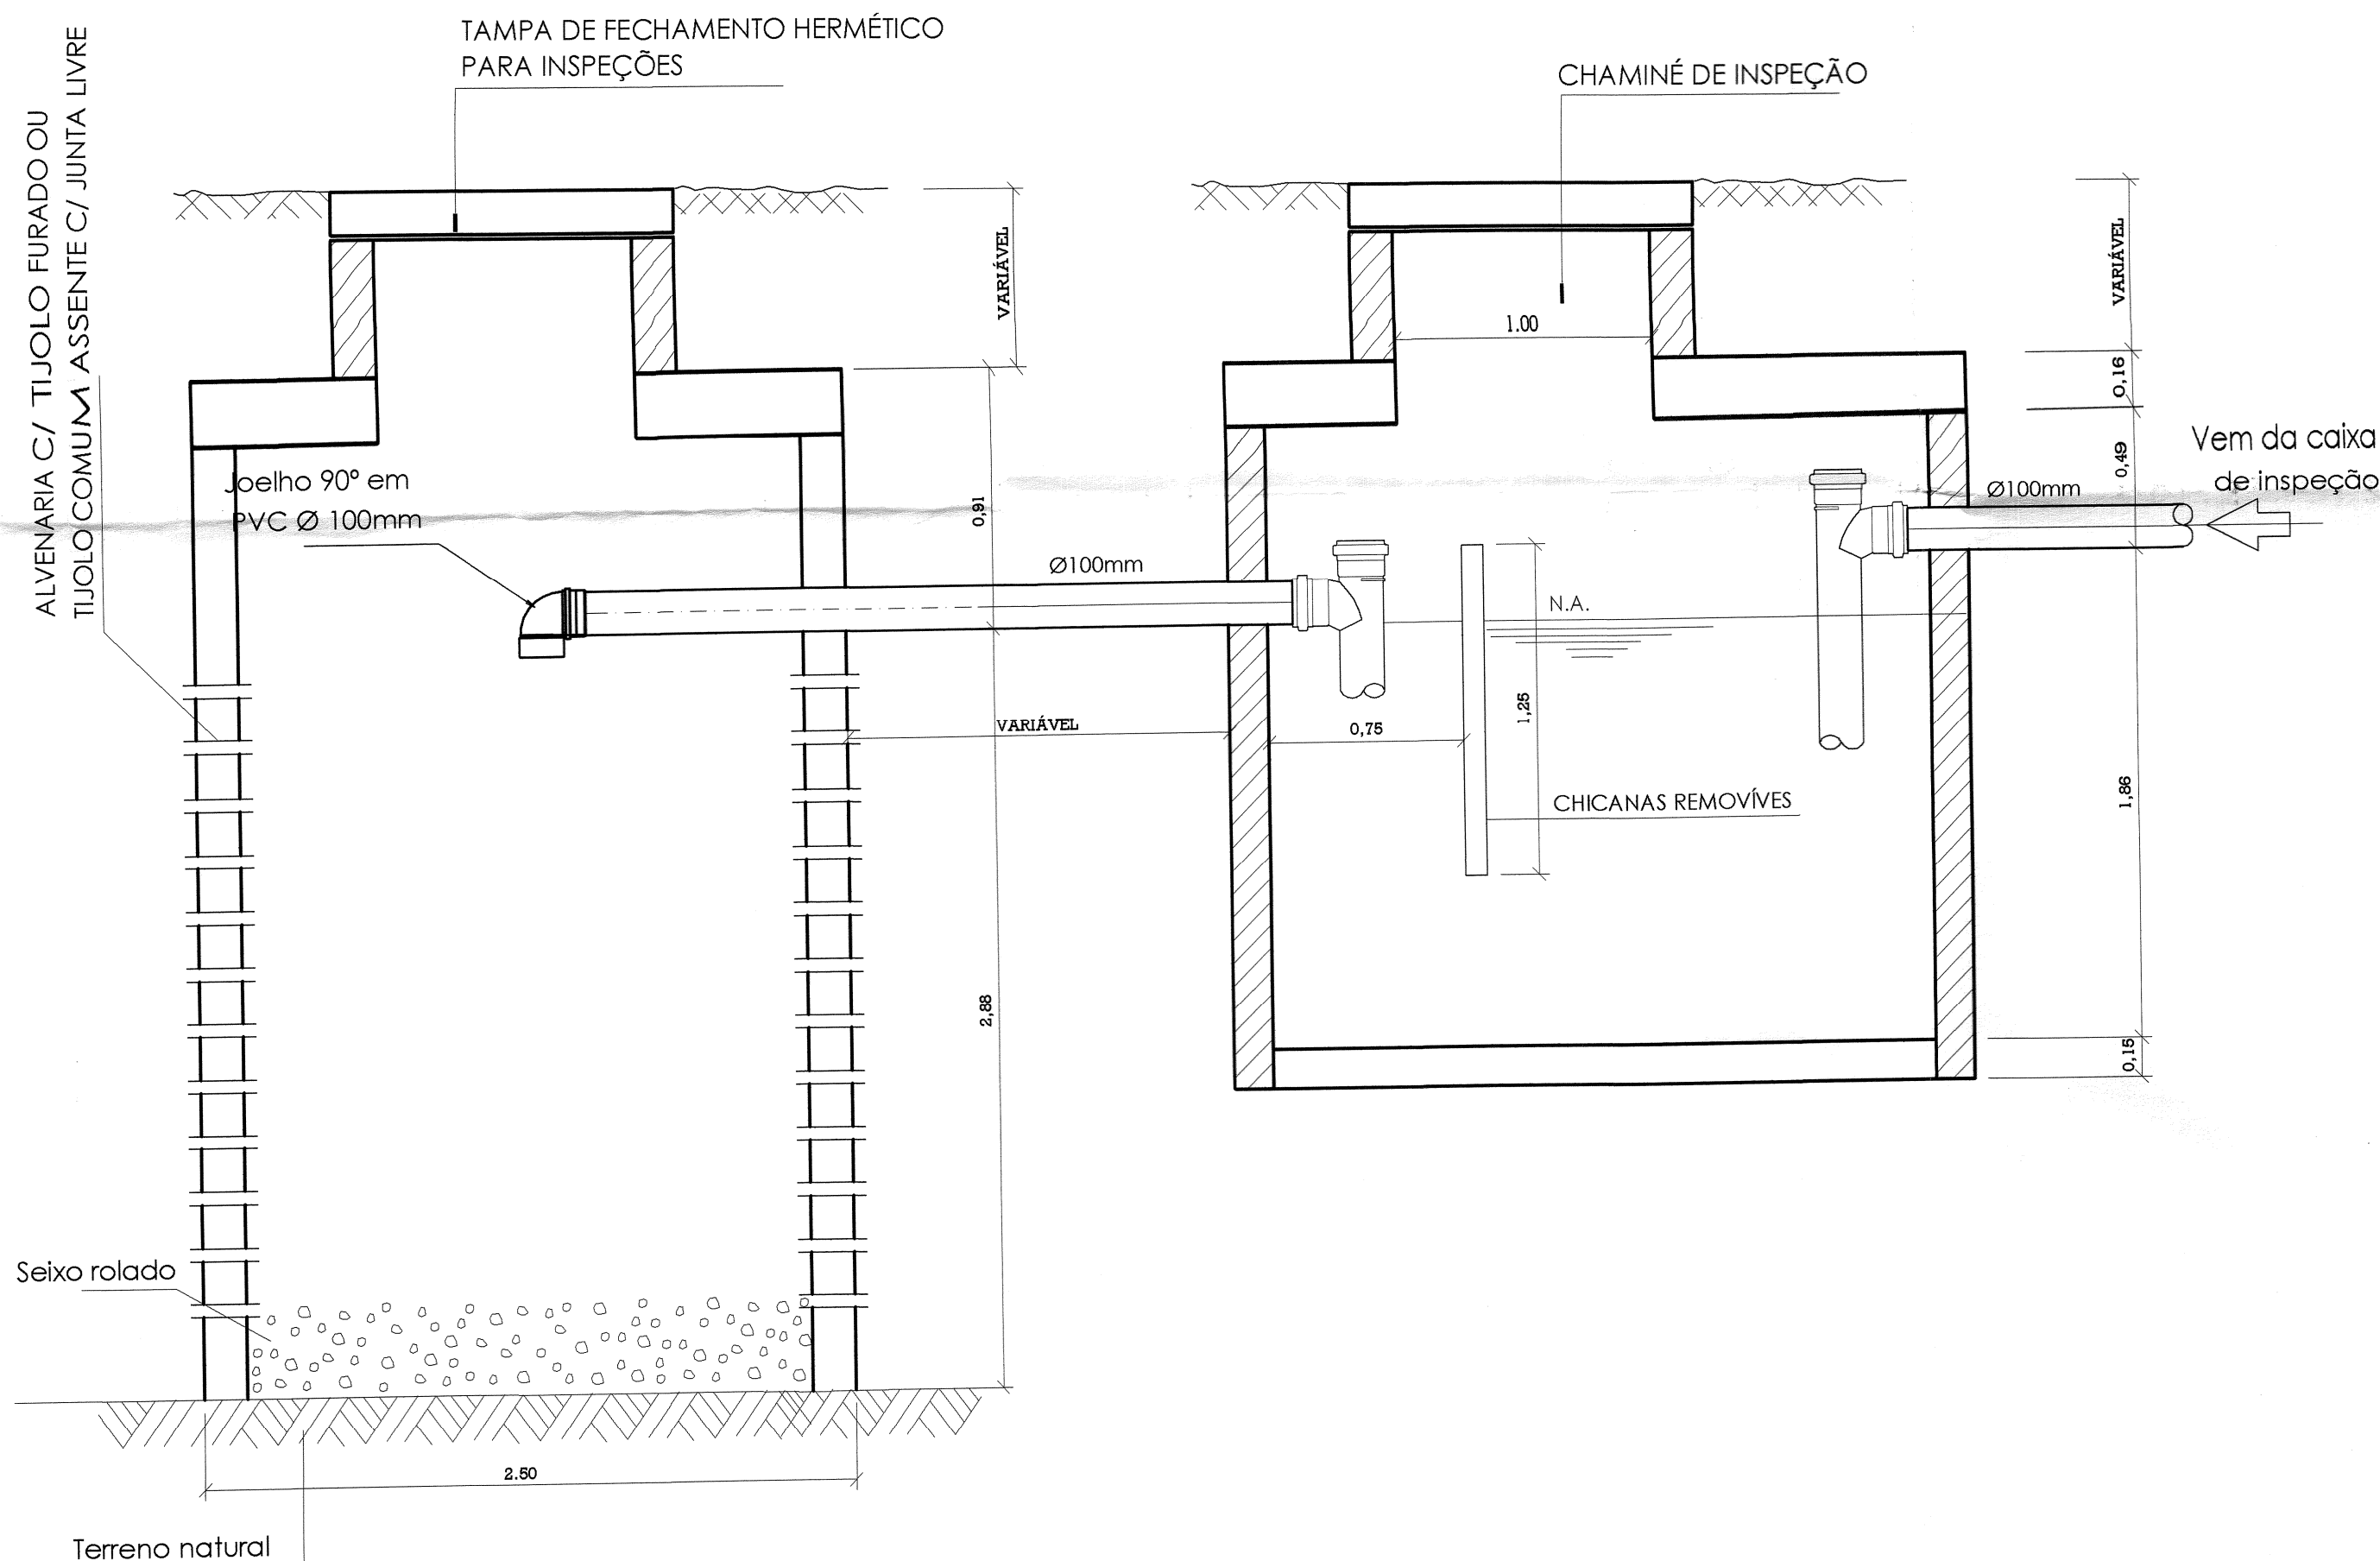 TAMPA DE FECHAMENTO HERMÉTICO
PARA INSPEÇÕES
CHAMINÉ DE INSPEÇÃO
ALVENARIA C/ TIJOLO FURADO OU
TIJOLO COMUM ASSENTE C/ JUNTA LIVRE
VARIÁVEL
VARIÁVEL
1.00
0,16
Vem da caixa
de inspeção
0,49
Ø100mm
Joelho 90º em
PVC Ø 100mm
0,91
Ø100mm
N.A.
1,25
VARIÁVEL
0,75
CHICANAS REMOVÍVES
1,86
2,88
0,15
Seixo rolado
2.50
Terreno natural